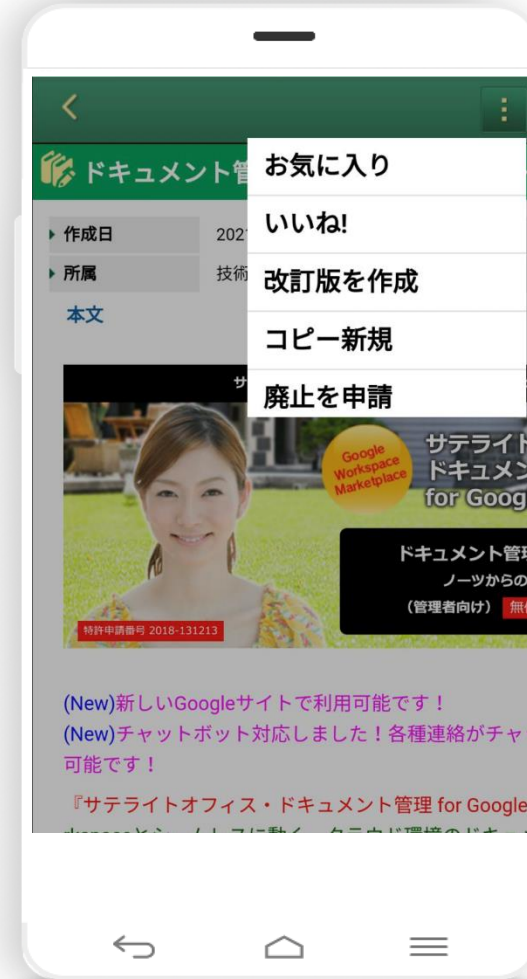 ドキュメント管
お気に入り
いいね!
改訂版を作成
コピー新規
廃止を申請
作成日 202
所属 技術
本文
サ
Google
Workspace
Marketplace
サテライト
ドキュメン
for Goog
ドキュメント管理
ノーツからの
(管理者向け) 無
特許申請番号 2018-131213
(New)新しいGoogleサイトで利用可能です！
(New)チャットボット対応しました！各種連絡がチャ
可能です！
『サテライトオフィス・ドキュメント管理 for Google